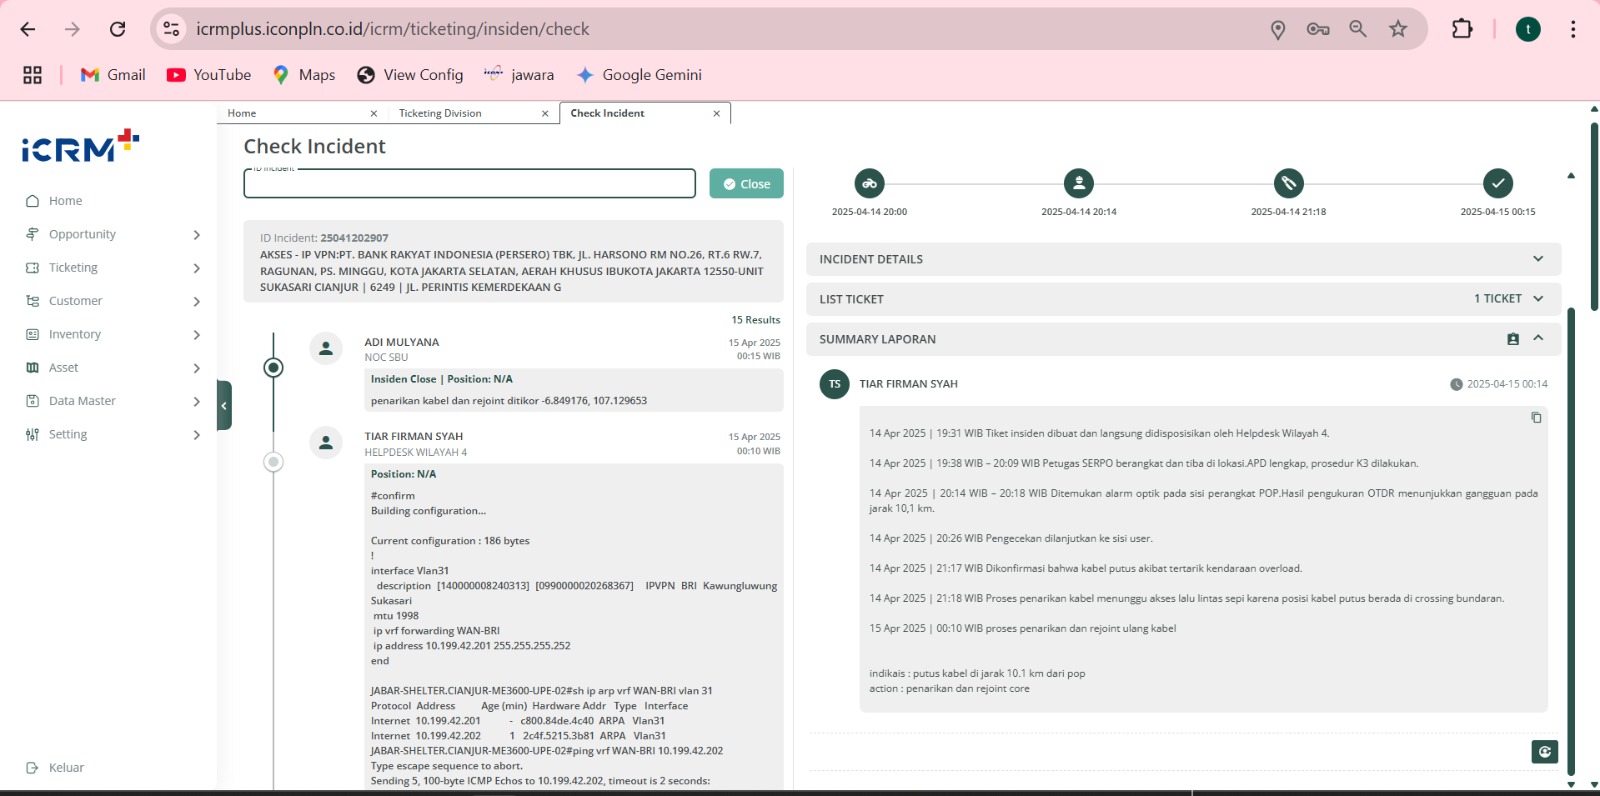 icrmplus.iconpln.co.id/icrm/ticketing/insiden/check
t
Gmail
YouTube
Maps
View Config
jawara
Google Gemini
iCRM+
Home
Opportunity
Ticketing
Customer
Inventory
Asset
Data Master
Setting
Keluar
Home
Ticketing Division
Check Incident
Check Incident
ID Incident
Close
ID Incident: 25041202907
AKSES - IP VPN:PT. BANK RAKYAT INDONESIA (PERSERO) TBK, JL. HARSONO RM NO.26, RT.6 RW.7,
RAGUNAN, PS. MINGGU, KOTA JAKARTA SELATAN, AERAH KHUSUS IBUKOTA JAKARTA 12550-UNIT
SUKASARI CIANJUR | 6249 | JL. PERINTIS KEMERDEKAAN G
15 Results
ADI MULYANA
15 Apr 2025
NOC SBU
00:15 WIB
Insiden Close | Position: N/A
penarikan kabel dan rejoint ditikor -6.849176, 107.129653
TIAR FIRMAN SYAH
15 Apr 2025
HELPDESK WILAYAH 4
00:10 WIB
Position: N/A
#confirm
Building configuration...
Current configuration : 186 bytes
!
interface Vlan31
description [140000008240313] [0990000020268367] IPVPN BRI Kawungluwung
Sukasari
mtu 1998
ip vrf forwarding WAN-BRI
ip address 10.199.42.201 255.255.255.252
end
JABAR-SHELTER.CIANJUR-ME3600-UPE-02#sh ip arp vrf WAN-BRI vlan 31
Protocol Address Age (min) Hardware Addr Type Interface
Internet 10.199.42.201 - c800.84de.4c40 ARPA Vlan31
Internet 10.199.42.202 1 2c4f.5215.3b81 ARPA Vlan31
JABAR-SHELTER.CIANJUR-ME3600-UPE-02#ping vrf WAN-BRI 10.199.42.202
Type escape sequence to abort.
Sending 5, 100-byte ICMP Echos to 10.199.42.202, timeout is 2 seconds:
2025-04-14 20:00
2025-04-14 20:14
2025-04-14 21:18
2025-04-15 00:15
INCIDENT DETAILS
LIST TICKET
1 TICKET
SUMMARY LAPORAN
TS
TIAR FIRMAN SYAH
2025-04-15 00:14
14 Apr 2025 | 19:31 WIB Tiket insiden dibuat dan langsung didisposisikan oleh Helpdesk Wilayah 4.
14 Apr 2025 | 19:38 WIB – 20:09 WIB Petugas SERPO berangkat dan tiba di lokasi.APD lengkap, prosedur K3 dilakukan.
14 Apr 2025 | 20:14 WIB – 20:18 WIB Ditemukan alarm optik pada sisi perangkat POP.Hasil pengukuran OTDR menunjukkan gangguan pada
jarak 10,1 km.
14 Apr 2025 | 20:26 WIB Pengecekan dilanjutkan ke sisi user.
14 Apr 2025 | 21:17 WIB Dikonfirmasi bahwa kabel putus akibat tertarik kendaraan overload.
14 Apr 2025 | 21:18 WIB Proses penarikan kabel menunggu akses lalu lintas sepi karena posisi kabel putus berada di crossing bundaran.
15 Apr 2025 | 00:10 WIB proses penarikan dan rejoint ulang kabel
indikais : putus kabel di jarak 10.1 km dari pop
action : penarikan dan rejoint core